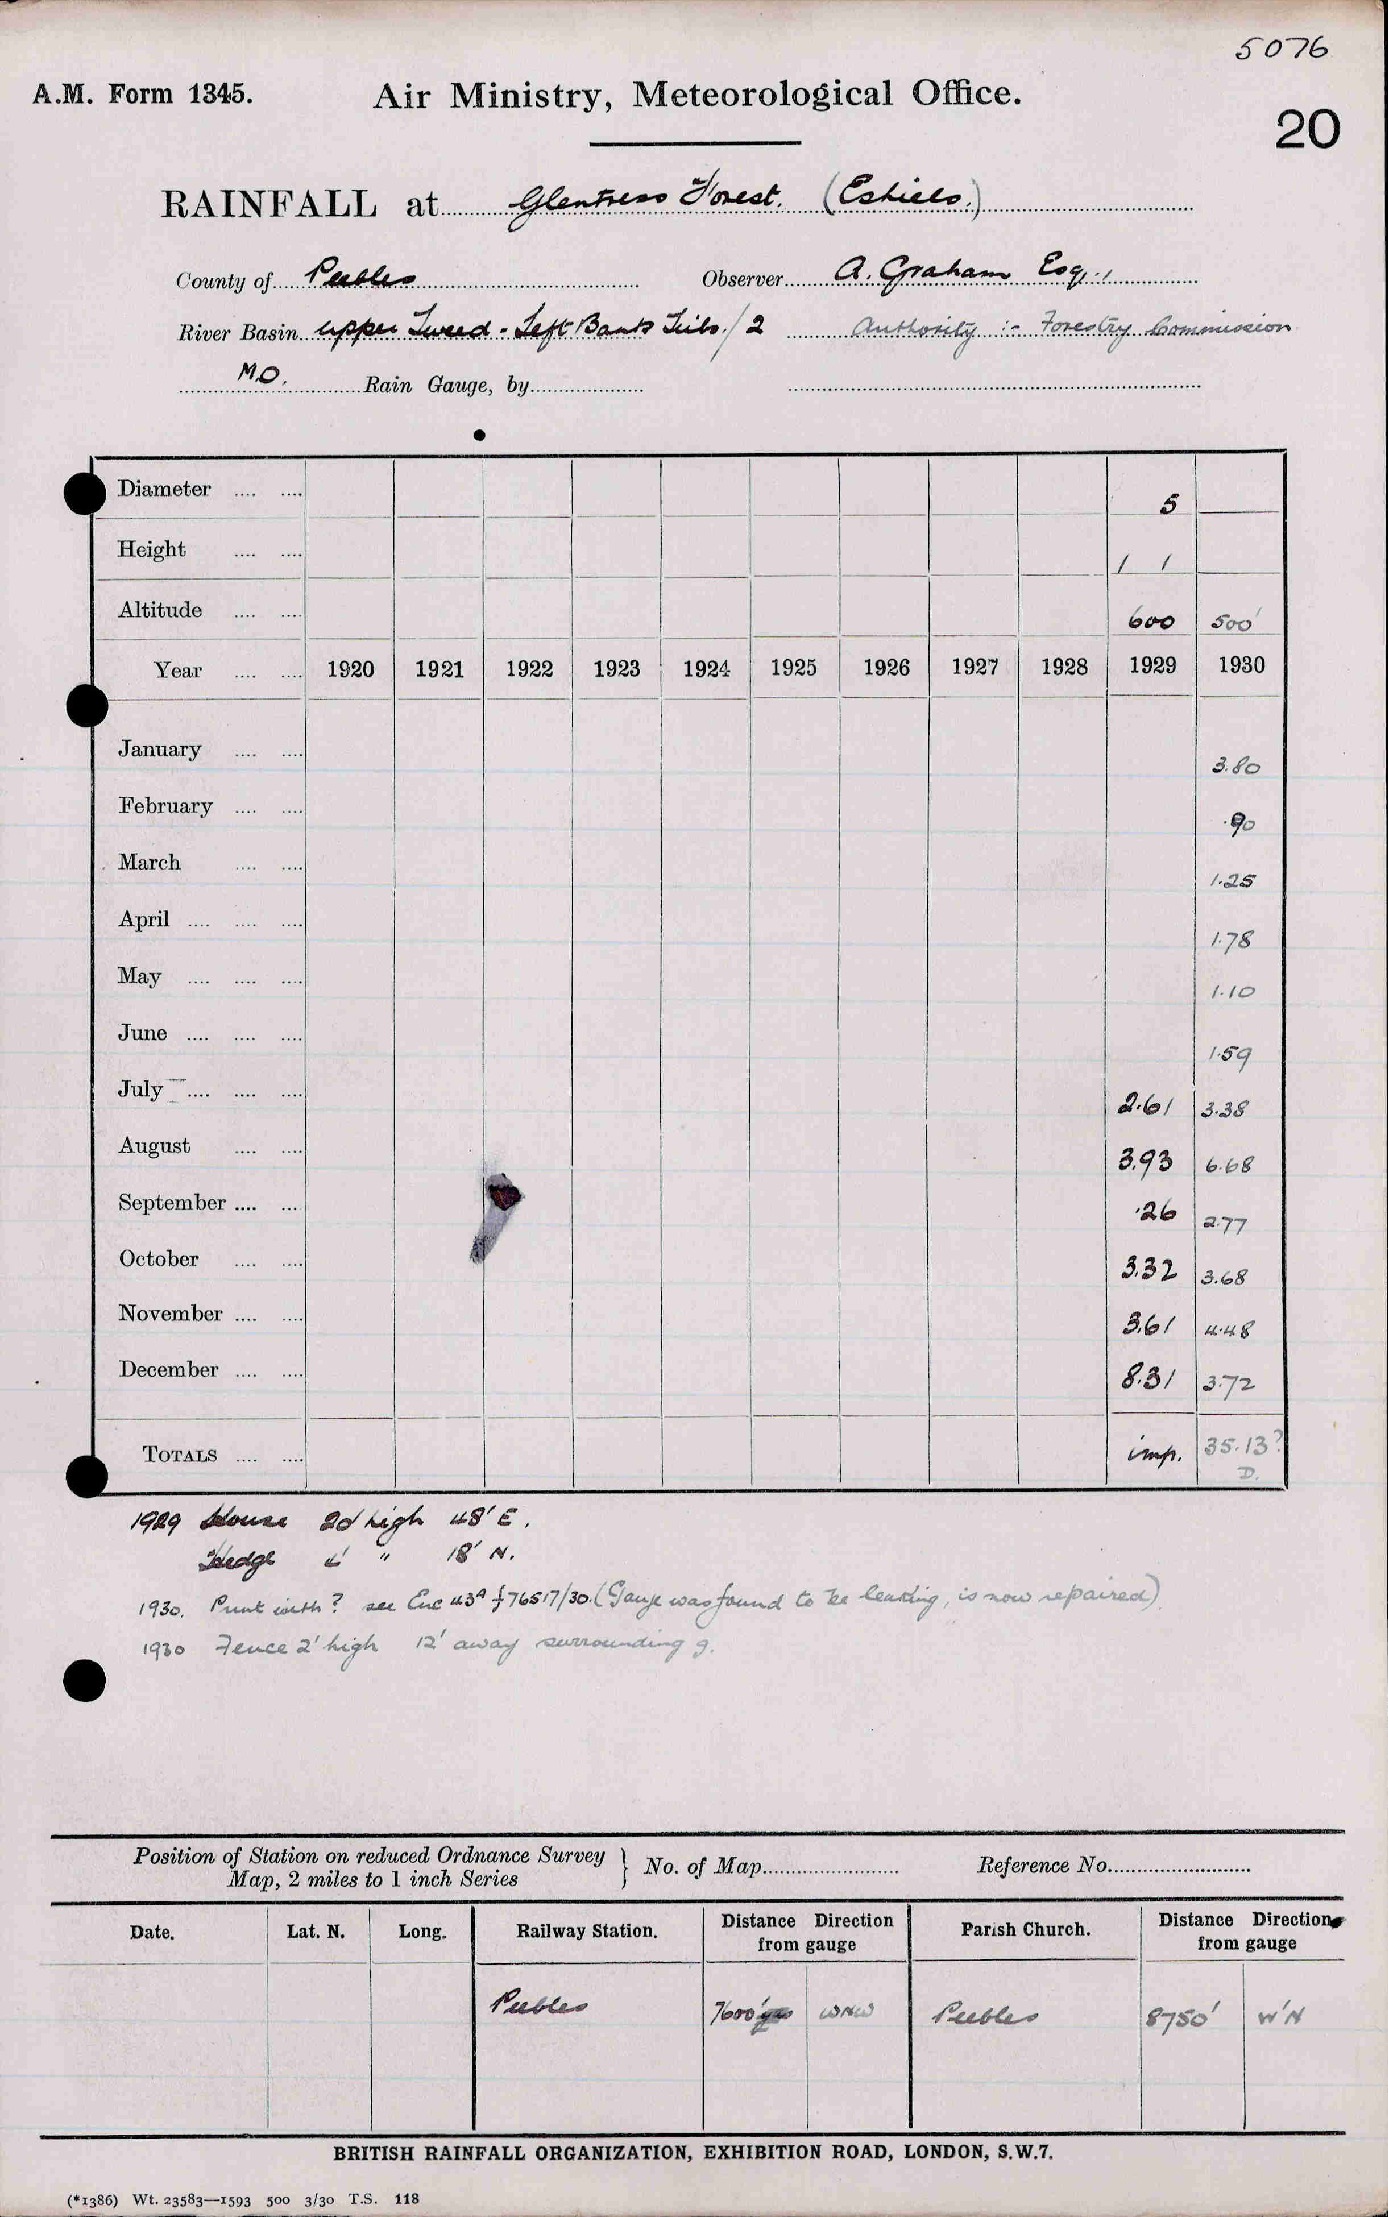 5076
A.M. Form 1345. Air Ministry, Meteorological Office.
20
RAINFALL at Glentress Forest. (Eshiels.)
County of Peebles Observer A. Graham Esq.,
River Basin Upper Tweed - Left Bank Tribs. / 2 Authority :- Forestry Commission
M.O. Rain Gauge, by
Diameter .... .... 5
Height .... .... 1 1
Altitude .... .... 600 500'
Year .... .... 1920 1921 1922 1923 1924 1925 1926 1927 1928 1929 1930
January .... .... 3.80
February .... .... .90
March .... .... 1.25
April .... .... .... 1.78
May .... .... .... 1.10
June .... .... .... 1.59
July .... .... .... 2.61 3.38
August .... .... 3.93 6.68
September .... .... .26 2.77
October .... .... 3.32 3.68
November .... .... 3.61 4.48
December .... .... 8.31 3.72
TOTALS .... .... imp. 35.13?
D.
1929 House 20' high 48' E.
Hedge 4' " 18' N.
1930. Print with ? see Enc 43A f 76517/30. (Gauge was found to be leaking, is now repaired)
1930 Fence 2' high 12' away surrounding g.
Position of Station on reduced Ordnance Survey Map, 2 miles to 1 inch Series } No. of Map Reference No.
Date. Lat. N. Long. Railway Station. Distance Direction from gauge Parish Church. Distance Direction from gauge
Peebles 7600' WNW Peebles 8750' W'N
BRITISH RAINFALL ORGANIZATION, EXHIBITION ROAD, LONDON, S.W.7.
(*1386) Wt. 23583—1593 500 3/30 T.S. 118